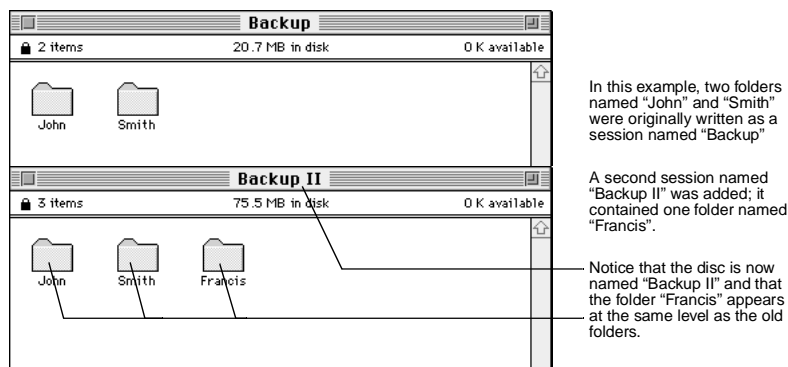 Backup
2 items 20.7 MB in disk 0 K available
John Smith
Backup II
3 items 75.5 MB in disk 0 K available
John Smith Francis
In this example, two folders
named “John” and “Smith”
were originally written as a
session named “Backup”
A second session named
“Backup II” was added; it
contained one folder named
“Francis”.
Notice that the disc is now
named “Backup II” and that
the folder “Francis” appears
at the same level as the old
folders.